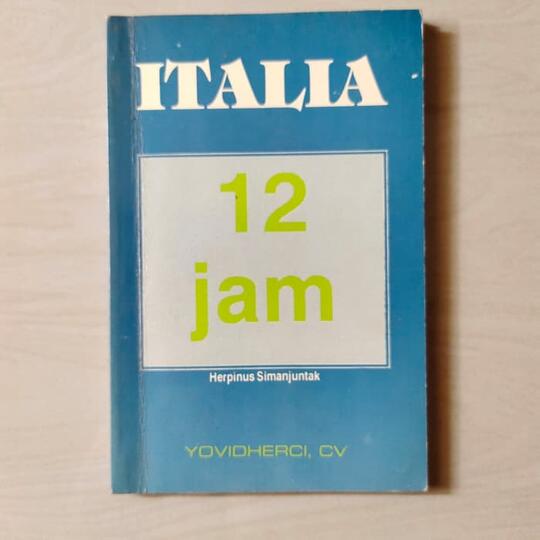 ITALIA
12
jam
Herpinus Simanjuntak
YOVIDHERCI, CV